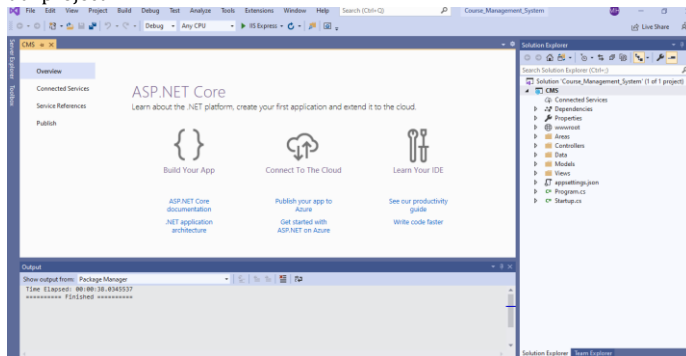 File Edit View Project Build Debug Test Analyze Tools Extensions Window Help Search (Ctrl+Q) Course_Management_System
Debug Any CPU IIS Express Live Share
CMS
Server Explorer
Toolbox
Overview
Connected Services
Service References
Publish
ASP.NET Core
Learn about the .NET platform, create your first application and extend it to the cloud.
Build Your App
Connect To The Cloud
Learn Your IDE
ASP.NET Core
documentation
.NET application
architecture
Publish your app to
Azure
Get started with
ASP.NET on Azure
See our productivity
guide
Write code faster
Output
Show output from: Package Manager
Time Elapsed: 00:00:38.0345537
========== Finished ==========
Solution Explorer
Search Solution Explorer (Ctrl+;)
Solution 'Course_Management_System' (1 of 1 project)
CMS
Connected Services
Dependencies
Properties
wwwroot
Areas
Controllers
Data
Models
Views
appsettings.json
Program.cs
Startup.cs
Solution Explorer Team Explorer